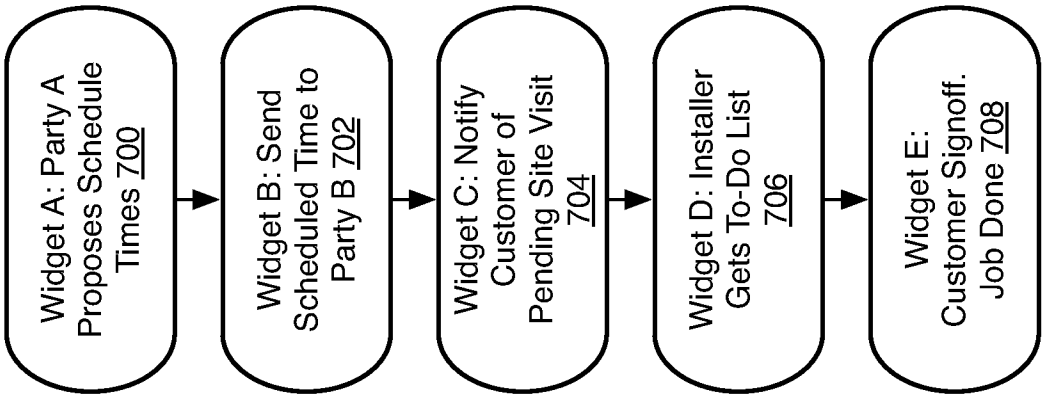 Widget A: Party A
Proposes Schedule
Times 700
Widget B: Send
Scheduled Time to
Party B 702
Widget C: Notify
Customer of
Pending Site Visit
704
Widget D: Installer
Gets To-Do List
706
Widget E:
Customer Signoff.
Job Done 708